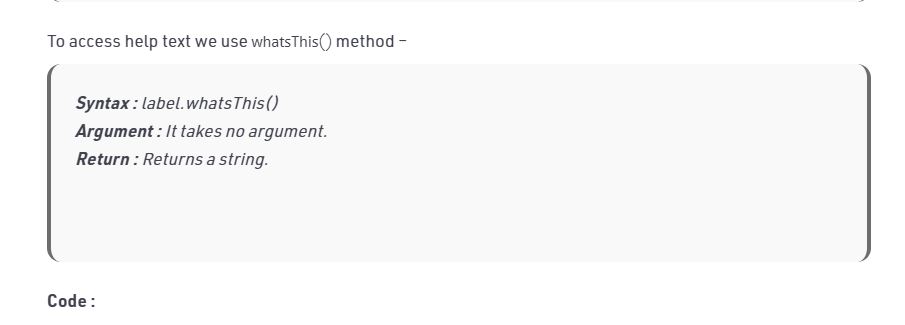 To access help text we use whatsThis() method –
Syntax : label.whatsThis()
Argument : It takes no argument.
Return : Returns a string.
Code :